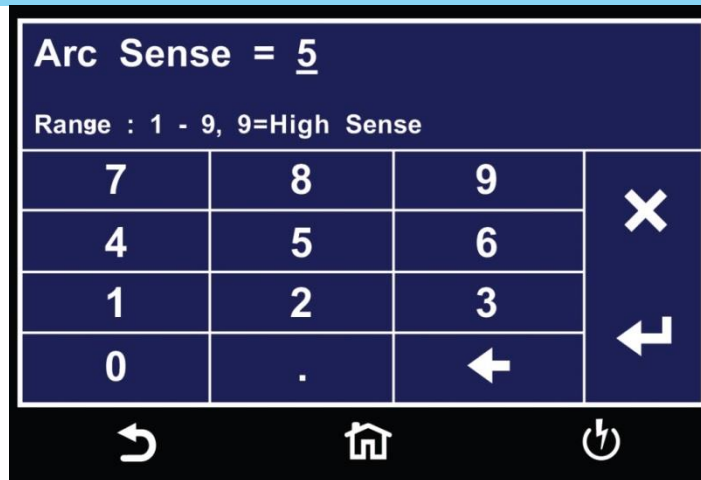 Arc Sense = 5
Range : 1 - 9, 9=High Sense
7 8 9
4 5 6
1 2 3
0 .